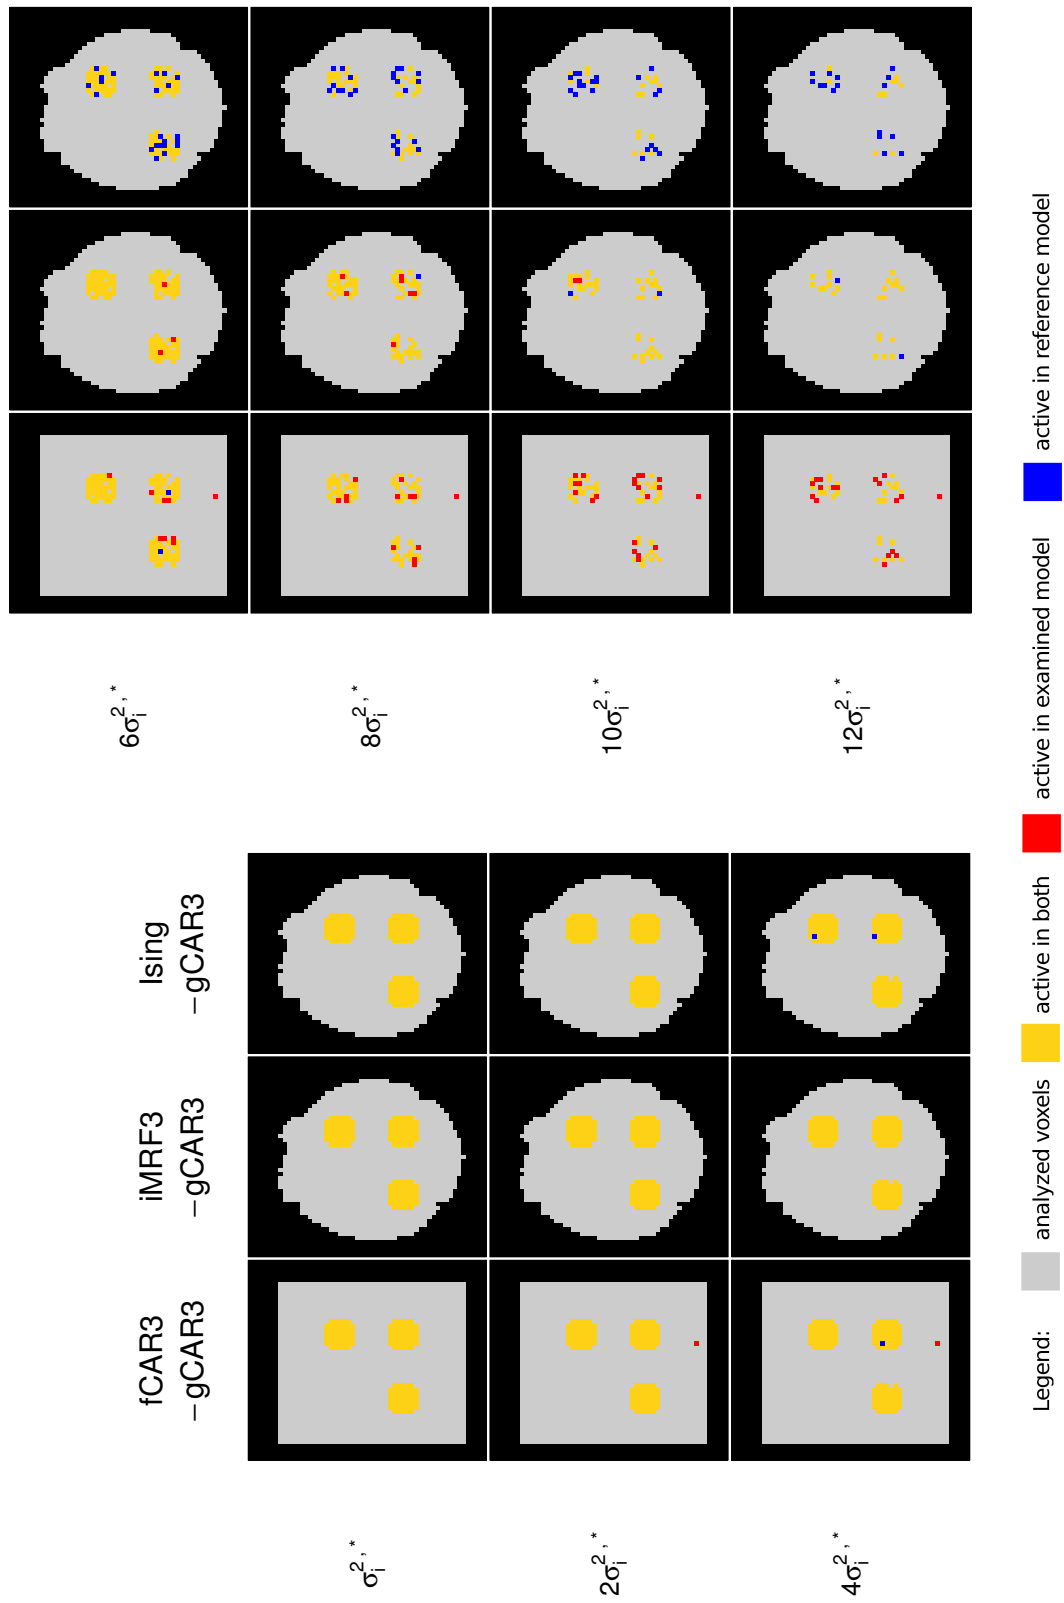 fCAR3
−gCAR3
iMRF3
−gCAR3
Ising
−gCAR3
σᵢ²,*
2σᵢ²,*
4σᵢ²,*
6σᵢ²,*
8σᵢ²,*
10σᵢ²,*
12σᵢ²,*
Legend: analyzed voxels active in both active in examined model active in reference model